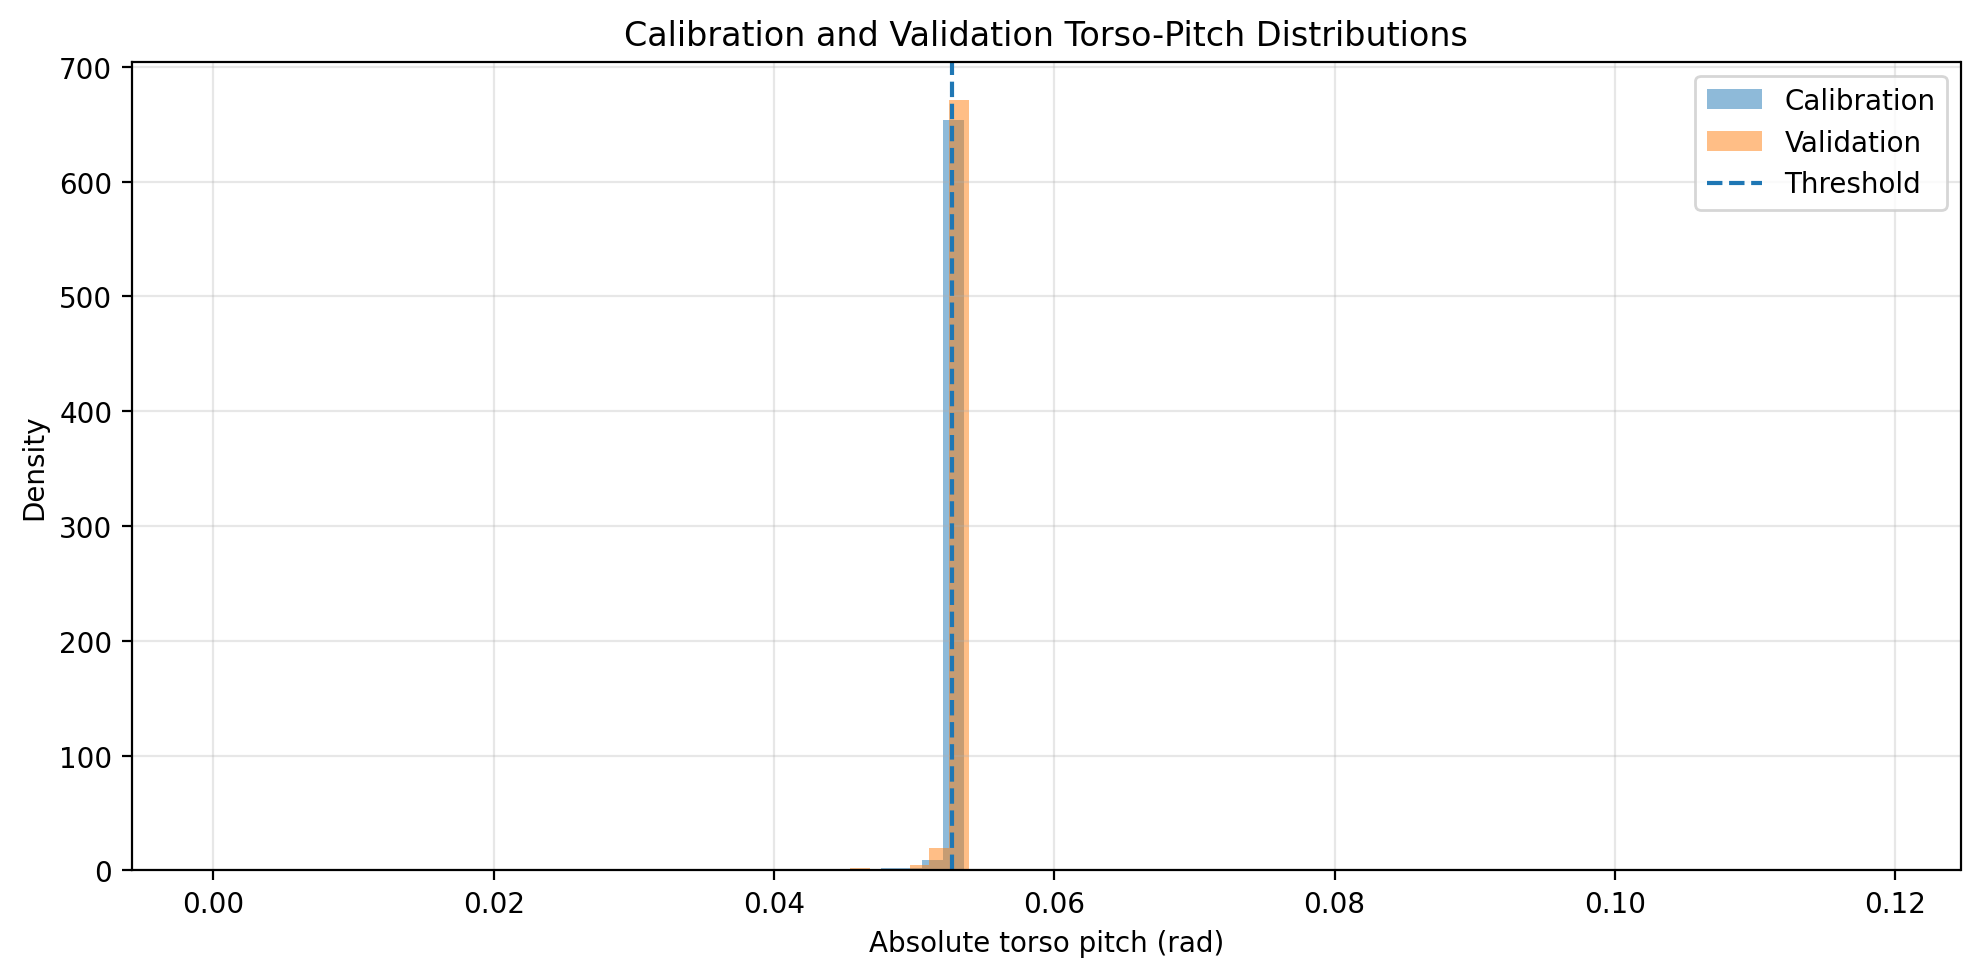 Calibration and Validation Torso-Pitch Distributions
700
600
500
400
300
200
100
0
Density
0.00 0.02 0.04 0.06 0.08 0.10 0.12
Absolute torso pitch (rad)
Calibration
Validation
Threshold